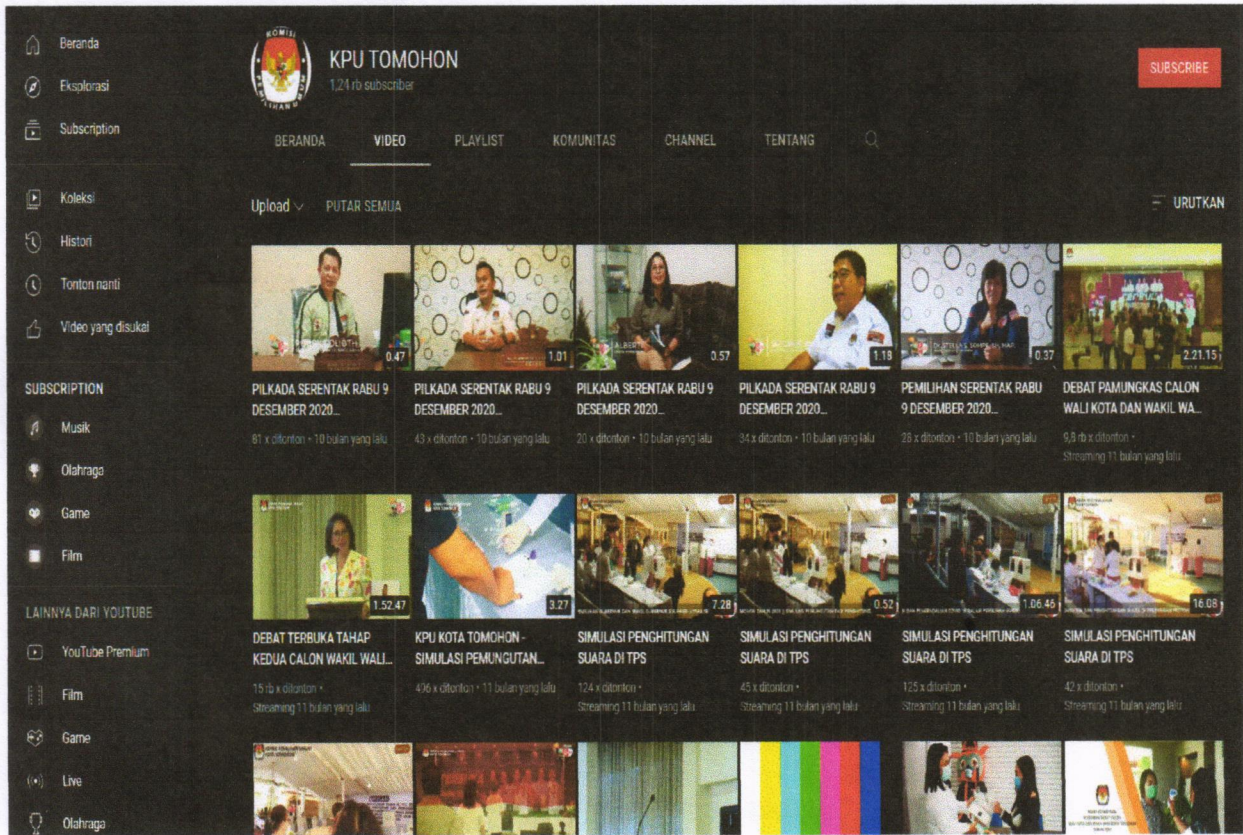 Beranda
Eksplorasi
Subscription
Koleksi
Histori
Tonton nanti
Video yang disukai
SUBSCRIPTION
Musik
Olahraga
Game
Film
LAINNYA DARI YOUTUBE
YouTube Premium
Film
Game
Live
Olahraga
KOMISI
PEMILIHAN UMUM
KPU TOMOHON
1,24 rb subscriber
SUBSCRIBE
BERANDA VIDEO PLAYLIST KOMUNITAS CHANNEL TENTANG
Upload PUTAR SEMUA URUTKAN
0.47
PILKADA SERENTAK RABU 9
DESEMBER 2020...
81 x ditonton • 10 bulan yang lalu
1.01
PILKADA SERENTAK RABU 9
DESEMBER 2020...
43 x ditonton • 10 bulan yang lalu
0.57
PILKADA SERENTAK RABU 9
DESEMBER 2020...
20 x ditonton • 10 bulan yang lalu
1.18
PILKADA SERENTAK RABU 9
DESEMBER 2020...
34 x ditonton • 10 bulan yang lalu
0.37
PEMILIHAN SERENTAK RABU
9 DESEMBER 2020...
28 x ditonton • 10 bulan yang lalu
2.21.15
DEBAT PAMUNGKAS CALON
WALI KOTA DAN WAKIL WA...
9,8 rb x ditonton •
Streaming 11 bulan yang lalu
1.52.47
DEBAT TERBUKA TAHAP
KEDUA CALON WAKIL WALI...
15 rb x ditonton •
Streaming 11 bulan yang lalu
3.27
KPU KOTA TOMOHON -
SIMULASI PEMUNGUTAN...
496 x ditonton • 11 bulan yang lalu
7.28
SIMULASI PENGHITUNGAN
SUARA DI TPS
124 x ditonton •
Streaming 11 bulan yang lalu
0.52
SIMULASI PENGHITUNGAN
SUARA DI TPS
45 x ditonton •
Streaming 11 bulan yang lalu
1.06.46
SIMULASI PENGHITUNGAN
SUARA DI TPS
125 x ditonton •
Streaming 11 bulan yang lalu
16.08
SIMULASI PENGHITUNGAN
SUARA DI TPS
42 x ditonton •
Streaming 11 bulan yang lalu